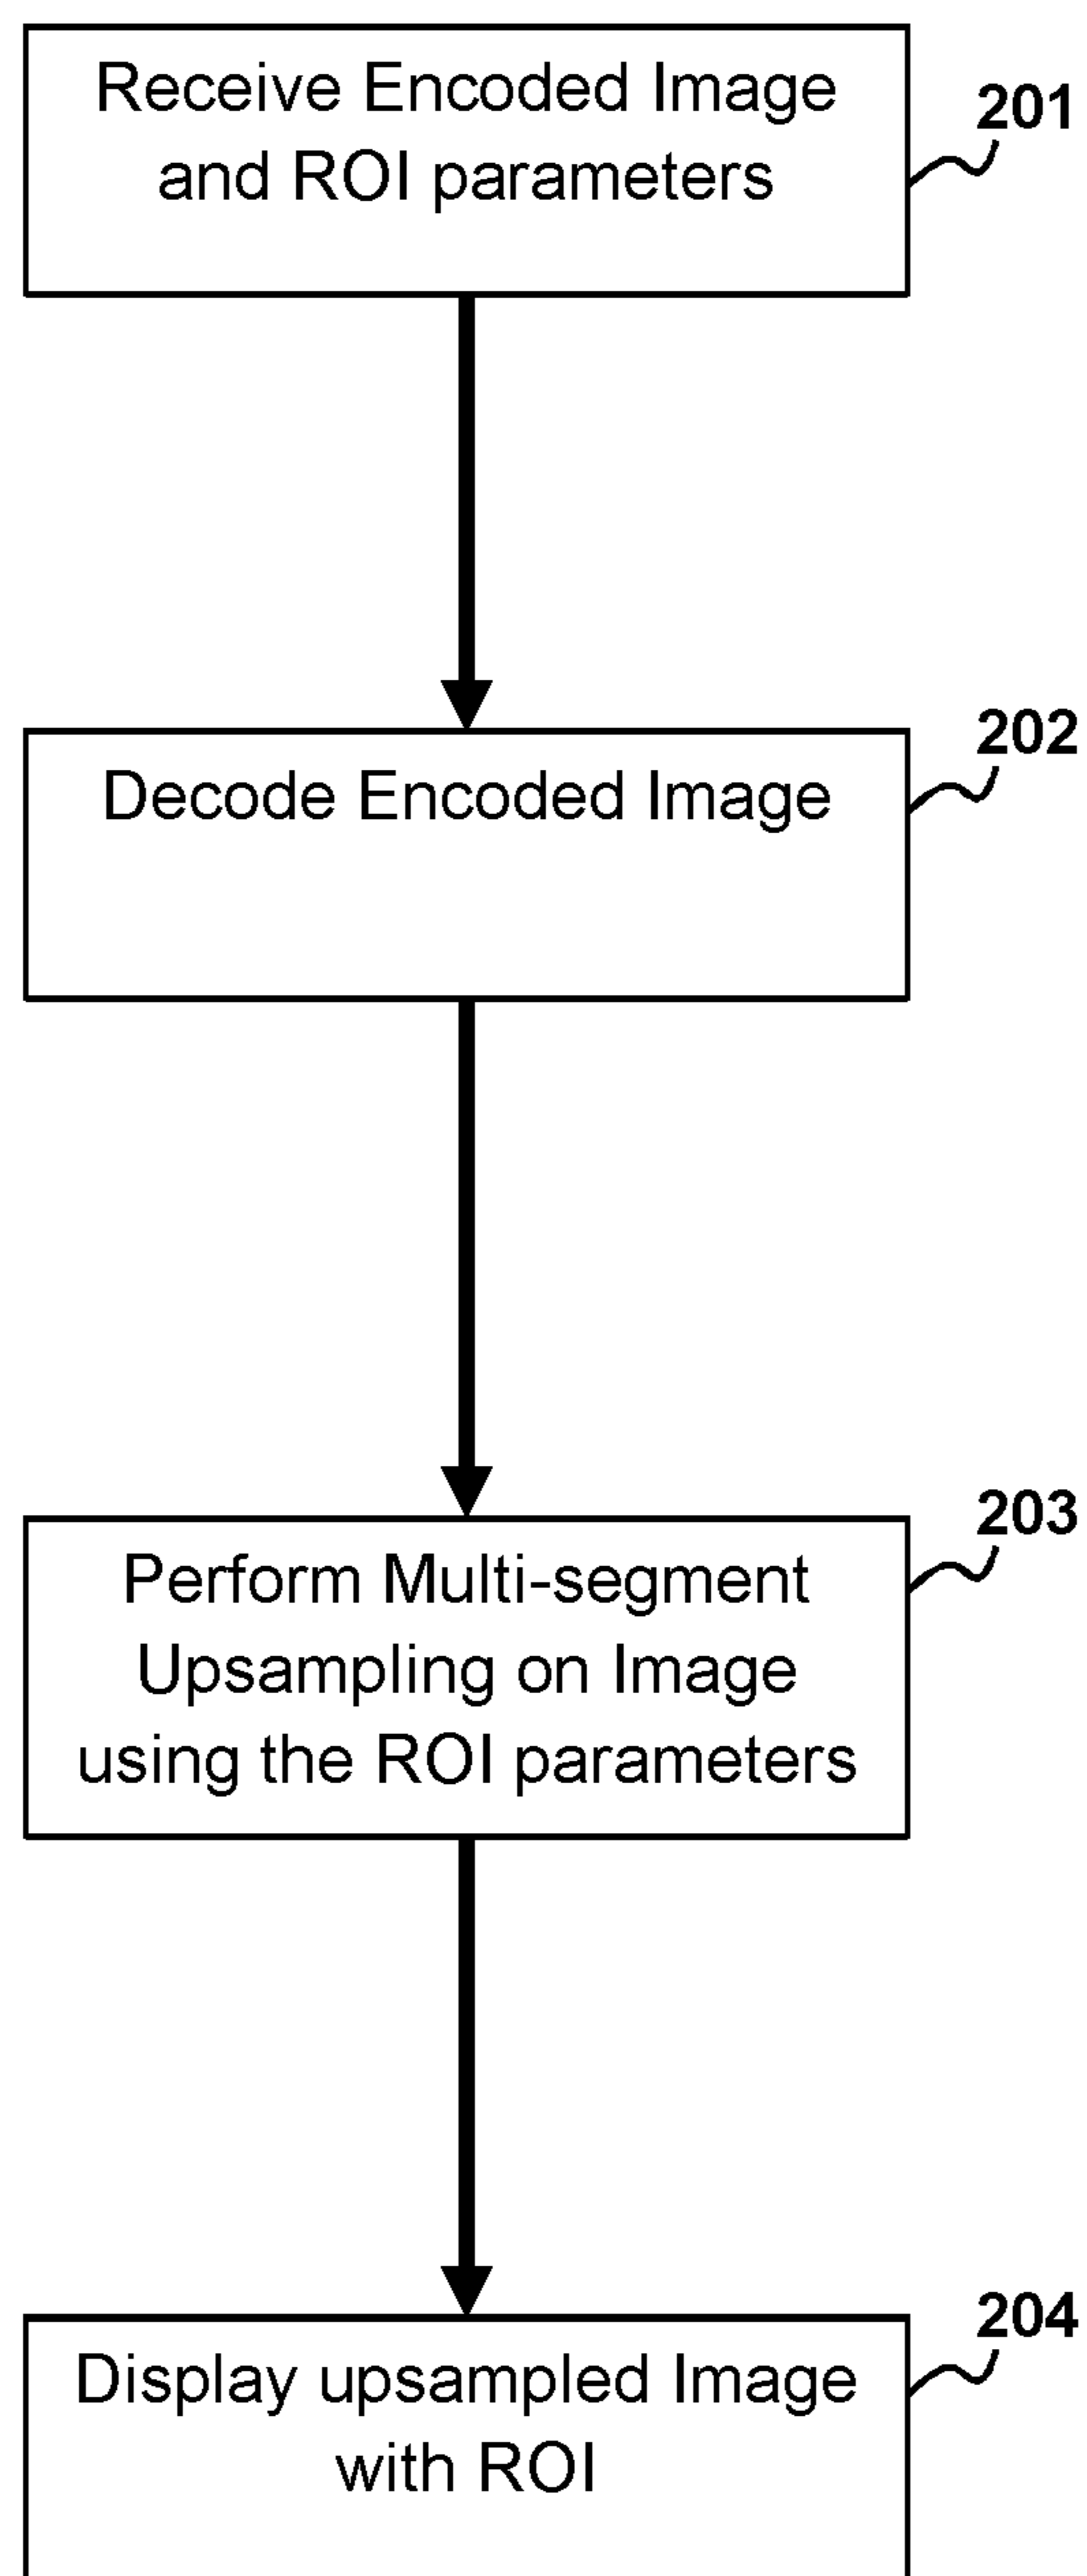 Receive Encoded Image
and ROI parameters
201
Decode Encoded Image
202
Perform Multi-segment
Upsampling on Image
using the ROI parameters
203
Display upsampled Image
with ROI
204